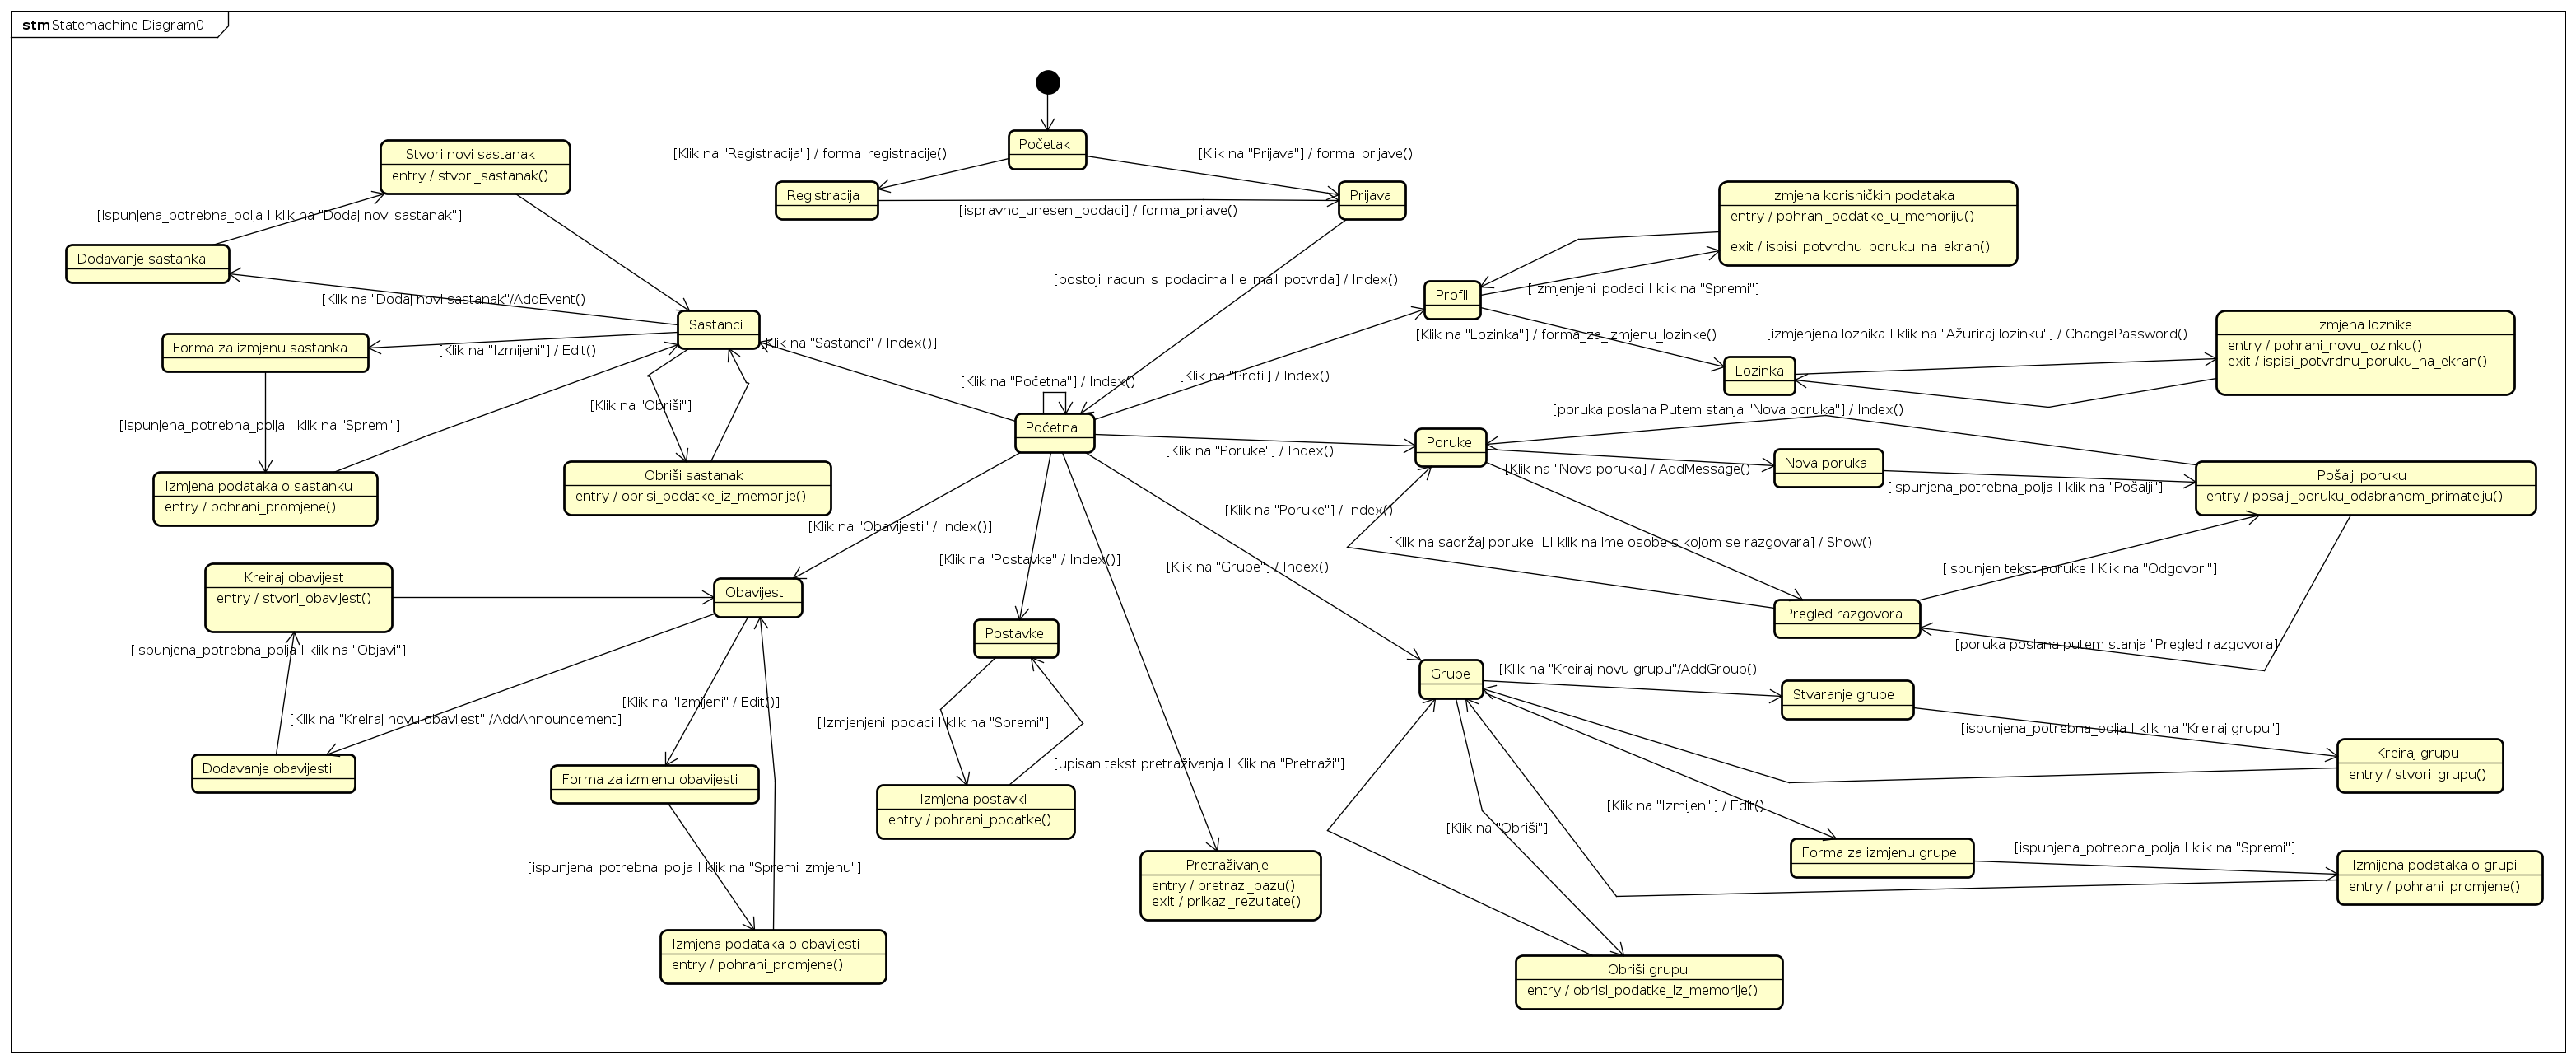 stm Statemachine Diagram0
Početak
[Klik na "Registracija"] / forma_registracije()
[Klik na "Prijava"] / forma_prijave()
Registracija
Prijava
[ispravno_uneseni_podaci] / forma_prijave()
Stvori novi sastanak
entry / stvori_sastanak()
[ispunjena_potrebna_polja I klik na "Dodaj novi sastanak"]
Dodavanje sastanka
[Klik na "Dodaj novi sastanak"/AddEvent()
Sastanci
Forma za izmjenu sastanka
[Klik na "Izmijeni"] / Edit()
[Klik na "Sastanci" / Index()]
[ispunjena_potrebna_polja I klik na "Spremi"]
[Klik na "Obriši"]
Izmjena podataka o sastanku
entry / pohrani_promjene()
Obriši sastanak
entry / obrisi_podatke_iz_memorije()
[postoji_racun_s_podacima I e_mail_potvrda] / Index()
[Klik na "Početna"] / Index()
Početna
[Klik na "Profil] / Index()
Izmjena korisničkih podataka
entry / pohrani_podatke_u_memoriju()
exit / ispisi_potvrdnu_poruku_na_ekran()
Profil
[Izmjenjeni_podaci I klik na "Spremi"]
[Klik na "Lozinka"] / forma_za_izmjenu_lozinke()
[izmjenjena loznika I klik na "Ažuriraj lozinku"] / ChangePassword()
Izmjena loznike
entry / pohrani_novu_lozinku()
exit / ispisi_potvrdnu_poruku_na_ekran()
Lozinka
[poruka poslana Putem stanja "Nova poruka"] / Index()
Poruke
[Klik na "Poruke"] / Index()
[Klik na "Nova poruka] / AddMessage()
Nova poruka
[ispunjena_potrebna_polja I klik na "Pošalji"]
Pošalji poruku
entry / posalji_poruku_odabranom_primatelju()
[Klik na "Poruke"] / Index()
[Klik na sadržaj poruke ILI klik na ime osobe s kojom se razgovara] / Show()
[ispunjen tekst poruke I Klik na "Odgovori"]
Pregled razgovora
[poruka poslana putem stanja "Pregled razgovora]
[Klik na "Obavijesti" / Index()]
[Klik na "Postavke" / Index()]
[Klik na "Grupe"] / Index()
Kreiraj obavijest
entry / stvori_obavijest()
Obavijesti
[ispunjena_potrebna_polja I klik na "Objavi"]
[Klik na "Kreiraj novu obavijest" /AddAnnouncement]
[Klik na "Izmijeni" / Edit()]
Dodavanje obavijesti
Forma za izmjenu obavijesti
[ispunjena_potrebna_polja I klik na "Spremi izmjenu"]
Izmjena podataka o obavijesti
entry / pohrani_promjene()
Postavke
[Izmjenjeni_podaci I klik na "Spremi"]
Izmjena postavki
entry / pohrani_podatke()
[upisan tekst pretraživanja I Klik na "Pretraži"]
Pretraživanje
entry / pretrazi_bazu()
exit / prikazi_rezultate()
Grupe
[Klik na "Kreiraj novu grupu"/AddGroup()
Stvaranje grupe
[ispunjena_potrebna_polja I klik na "Kreiraj grupu"]
Kreiraj grupu
entry / stvori_grupu()
[Klik na "Izmijeni"] / Edit()
[Klik na "Obriši"]
Forma za izmjenu grupe
[ispunjena_potrebna_polja I klik na "Spremi"]
Izmijena podataka o grupi
entry / pohrani_promjene()
Obriši grupu
entry / obrisi_podatke_iz_memorije()